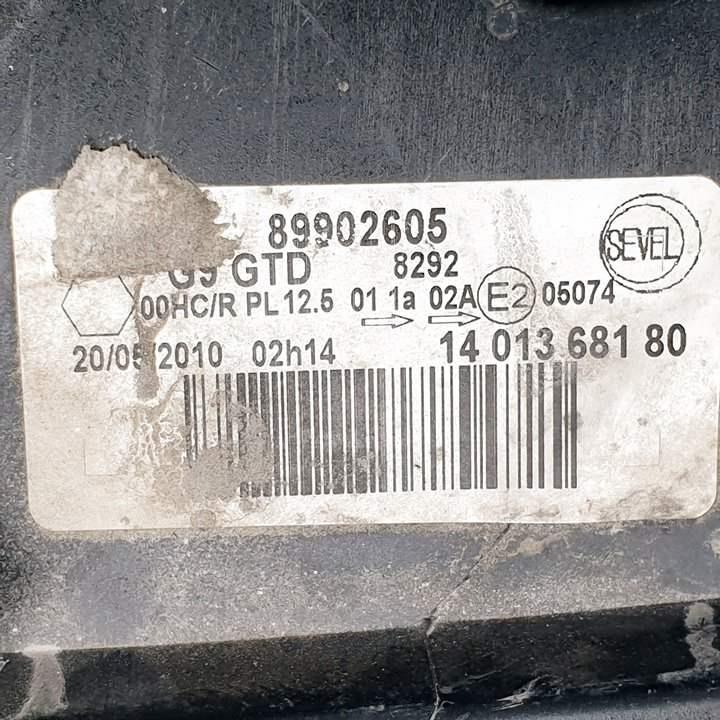 89902605
SEVEL
G9 GTD 8292
00HC/R PL 12.5 01 1a 02A E2 05074
20/05/2010 02h14 14 013 681 80